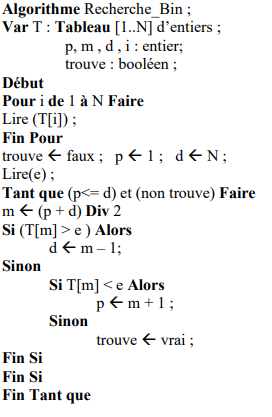 Algorithme Recherche_Bin ;
Var T : Tableau [1..N] d’entiers ;
p, m , d , i : entier;
trouve : booléen ;
Début
Pour i de 1 à N Faire
Lire (T[i]) ;
Fin Pour
trouve ← faux ; p ← 1 ; d ← N ;
Lire(e) ;
Tant que (p<= d) et (non trouve) Faire
m ← (p + d) Div 2
Si (T[m] > e ) Alors
d ← m – 1;
Sinon
Si T[m] < e Alors
p ← m + 1 ;
Sinon
trouve ← vrai ;
Fin Si
Fin Si
Fin Tant que